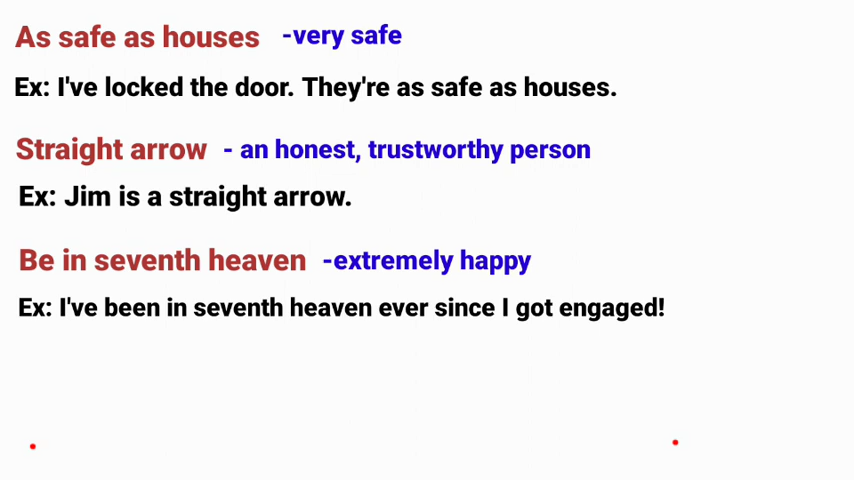 As safe as houses -very safe
Ex: I've locked the door. They're as safe as houses.
Straight arrow - an honest, trustworthy person
Ex: Jim is a straight arrow.
Be in seventh heaven -extremely happy
Ex: I've been in seventh heaven ever since I got engaged!